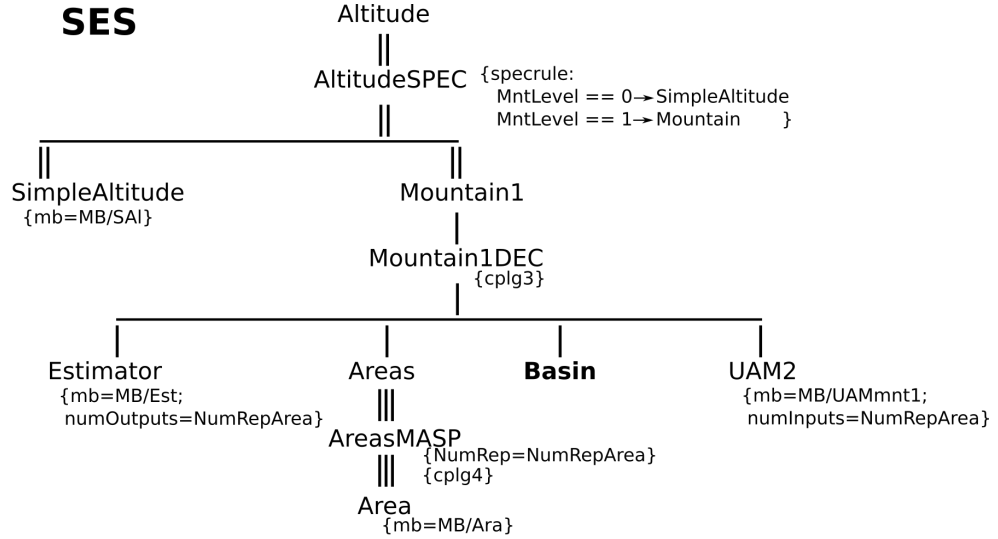 SES
Altitude
AltitudeSPEC {specrule:
MntLevel == 0→SimpleAltitude
MntLevel == 1→Mountain }
SimpleAltitude Mountain1
{mb=MB/SAl}
Mountain1DEC
{cplg3}
Estimator Areas Basin UAM2
{mb=MB/Est; {mb=MB/UAMmnt1;
numOutputs=NumRepArea} numInputs=NumRepArea}
AreasMASP
{NumRep=NumRepArea}
{cplg4}
Area
{mb=MB/Ara}